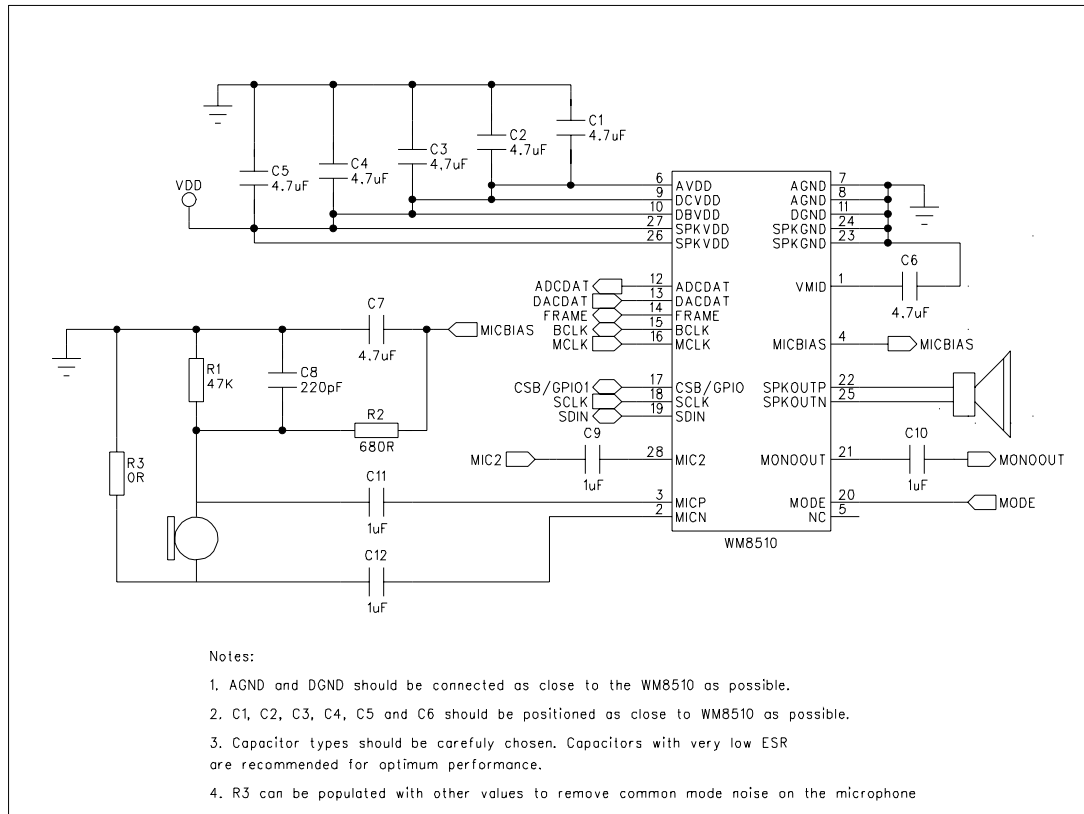 C1
4.7uF
C2
4.7uF
C3
4.7uF
C4
4.7uF
C5
4.7uF
VDD
6 AVDD
9 DCVDD
10 DBVDD
27 SPKVDD
26 SPKVDD
AGND 7
AGND 8
DGND 11
SPKGND 24
SPKGND 23
C6
4.7uF
VMID 1
ADCDAT 12 ADCDAT
DACDAT 13 DACDAT
FRAME 14 FRAME
BCLK 15 BCLK
MCLK 16 MCLK
MICBIAS 4 MICBIAS
C7
4.7uF
MICBIAS
R1
47K
C8
220pF
R2
680R
R3
0R
CSB/GPIO1 17 CSB/GPIO
SCLK 18 SCLK
SDIN 19 SDIN
SPKOUTP 22
SPKOUTN 25
C9
1uF
MIC2 28 MIC2
MONOOUT 21
C10
1uF
MONOOUT
C11
1uF
3 MICP
2 MICN
MODE 20 MODE
NC 5
WM8510
C12
1uF
Notes:
1. AGND and DGND should be connected as close to the WM8510 as possible.
2. C1, C2, C3, C4, C5 and C6 should be positioned as close to WM8510 as possible.
3. Capacitor types should be carefuly chosen. Capacitors with very low ESR
are recommended for optimum performance.
4. R3 can be populated with other values to remove common mode noise on the microphone